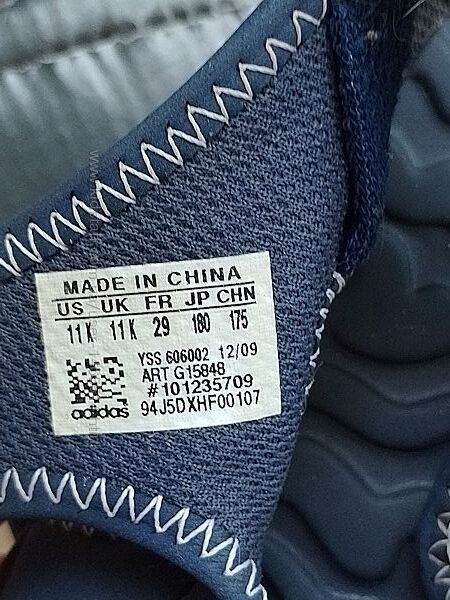 MADE IN CHINA
US UK FR JP CHN
11K 11K 29 180 175
YSS 606002 12/09
ART G15848
#101235709
adidas 94J5DXHF00107